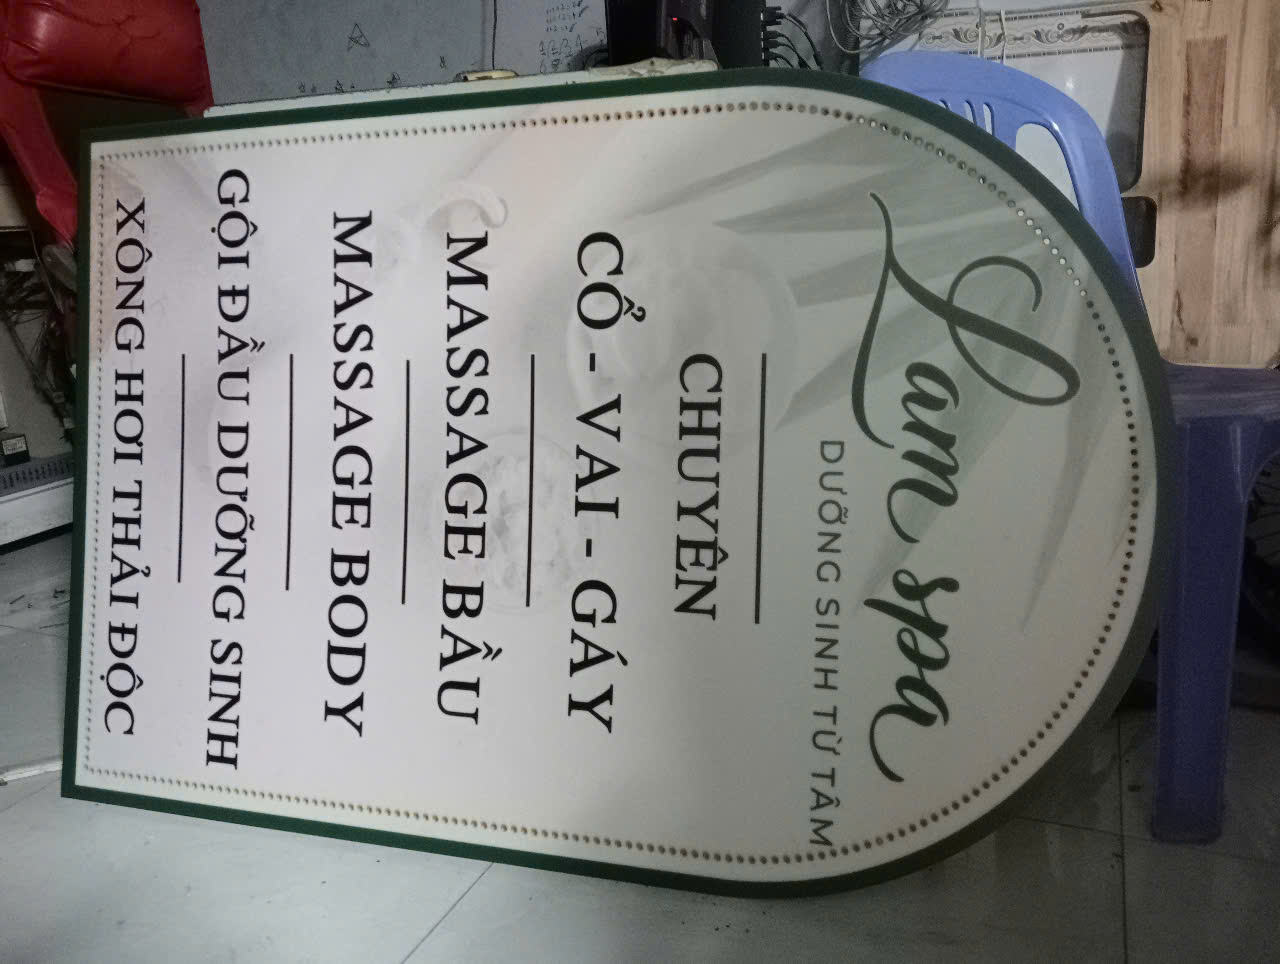 Lam spa
DƯỠNG SINH TỪ TÂM
CHUYÊN
CỔ - VAI - GÁY
MASSAGE BẦU
MASSAGE BODY
GỘI ĐẦU DƯỠNG SINH
XÔNG HƠI THẢI ĐỘC